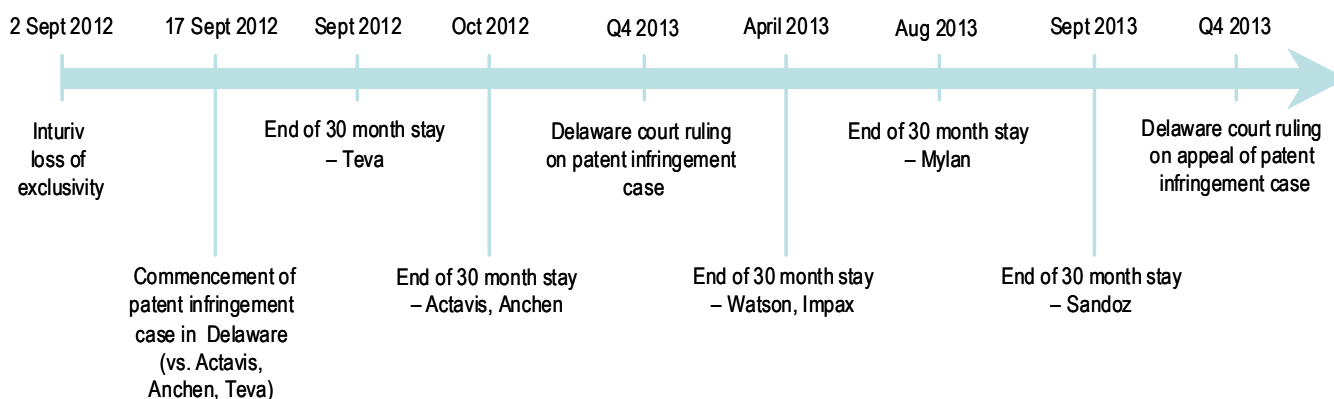 2 Sept 2012
17 Sept 2012
Sept 2012
Oct 2012
Q4 2013
April 2013
Aug 2013
Sept 2013
Q4 2013
Inturiv
loss of
exclusivity
End of 30 month stay
– Teva
Delaware court ruling
on patent infringement
case
End of 30 month stay
– Mylan
Delaware court ruling
on appeal of patent
infringement case
Commencement of
patent infringement
case in Delaware
(vs. Actavis,
Anchen, Teva)
End of 30 month stay
– Actavis, Anchen
End of 30 month stay
– Watson, Impax
End of 30 month stay
– Sandoz